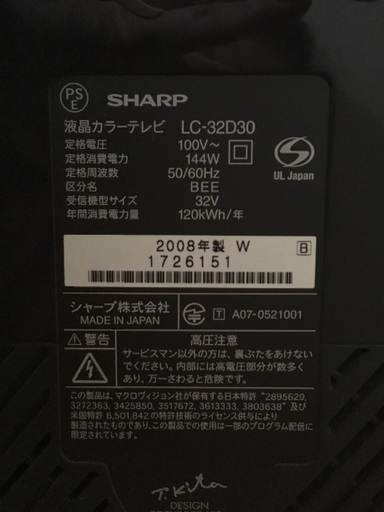 PS
E
SHARP
液晶カラーテレビ LC-32D30
定格電圧 100V～
定格消費電力 144W
定格周波数 50/60Hz
区分名 BEE
受信機型サイズ 32V
年間消費電力量 120kWh/年
S
UL Japan
2008年製 W
B
1726151
シャープ株式会社
MADE IN JAPAN
T A07-0521001
警告 高圧注意
サービスマン以外の方は、裏ぶたをあけない
でください。内部には高電圧部分が数多く
あり、万一さわると危険です。
この製品は、マクロヴィジョン社が保有する日本特許 "2895629,
3272363, 3425850, 3517672, 3613333, 3803638" 及び
米国特許 6,501,842 の特許技術のライセンス供与により
製造されたものであり、この製品での使用は一部のプログラム配信に
限定されたものです。
T. Kita
DESIGN